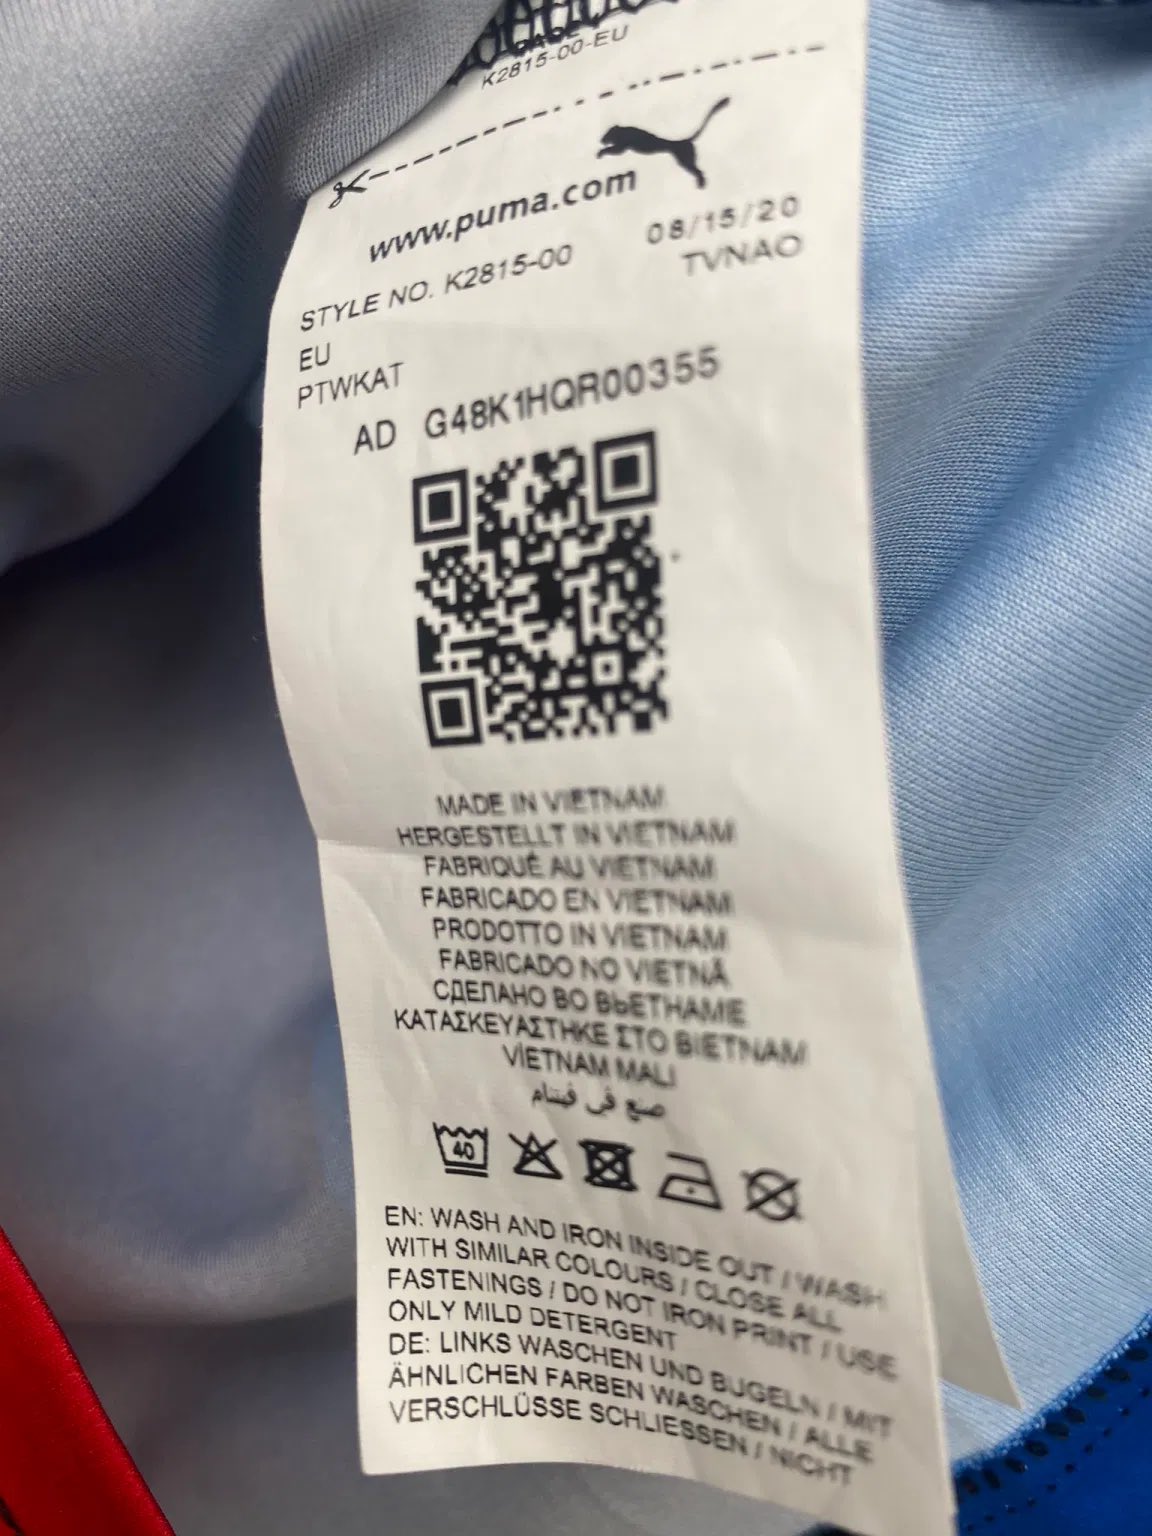 K2815-00-EU
www.puma.com
STYLE NO. K2815-00 08/15/20
EU TVNAO
PTWKAT
AD G48K1HQR00355
MADE IN VIETNAM
HERGESTELLT IN VIETNAM
FABRIQUÉ AU VIETNAM
FABRICADO EN VIETNAM
PRODOTTO IN VIETNAM
FABRICADO NO VIETNÃ
СДЕЛАНО ВО ВЬЕТНАМЕ
ΚΑΤΑΣΚΕΥΑΣΤΗΚΕ ΣΤΟ ΒΙΕΤΝΑΜ
VİETNAM MALI
صنع في فيتنام
40
EN: WASH AND IRON INSIDE OUT / WASH
WITH SIMILAR COLOURS / CLOSE ALL
FASTENINGS / DO NOT IRON PRINT / USE
ONLY MILD DETERGENT
DE: LINKS WASCHEN UND BUGELN / MIT
ÄHNLICHEN FARBEN WASCHEN / ALLE
VERSCHLÜSSE SCHLIESSEN / NICHT